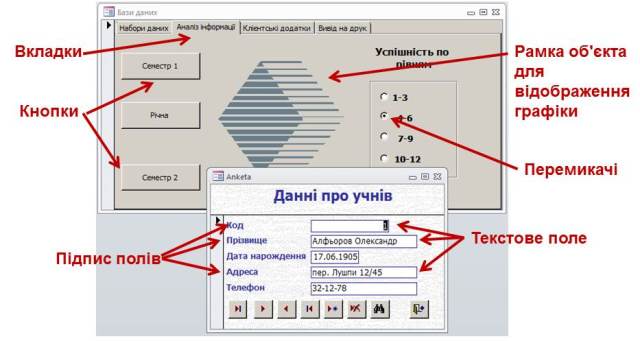 Бази даних
Набори даних
Аналіз інформації
Клієнтські додатки
Вивід на друк
Вкладки
Кнопки
Семестр 1
Річна
Семестр 2
Успішність по
рівням
1-3
4-6
7-9
10-12
Рамка об'єкта
для
відображення
графіки
Перемикачі
Anketa
Данні про учнів
Код
1
Прізвище
Алфьоров Олександр
Дата нарождення
17.06.1905
Адреса
пер. Лушпи 12/45
Телефон
32-12-78
Підпис полів
Текстове поле